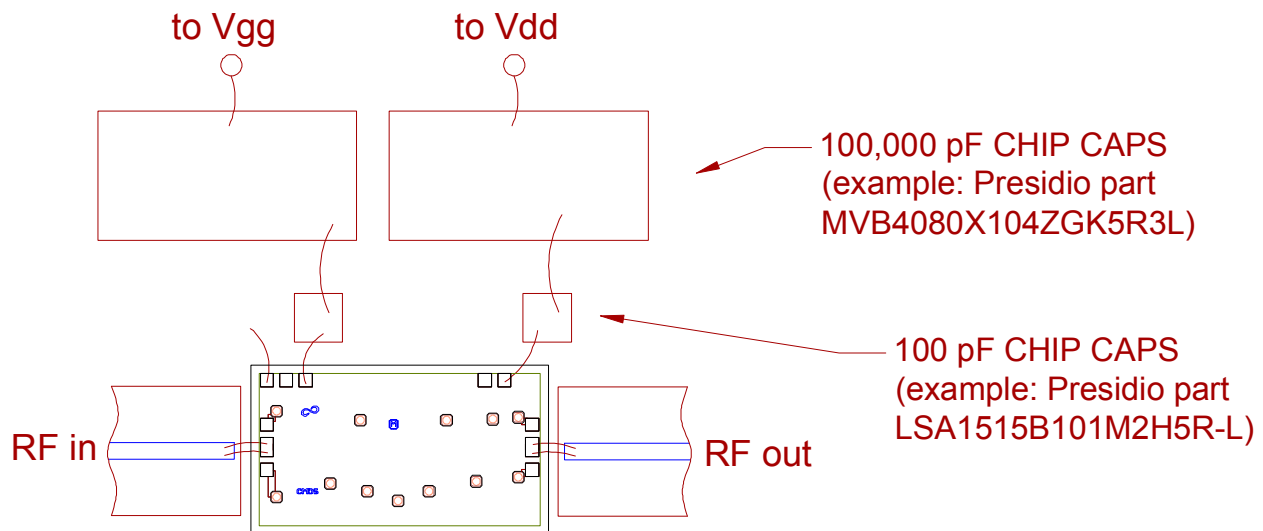 to Vgg
to Vdd
100,000 pF CHIP CAPS
(example: Presidio part
MVB4080X104ZGK5R3L)
100 pF CHIP CAPS
(example: Presidio part
LSA1515B101M2H5R-L)
RF in
RF out